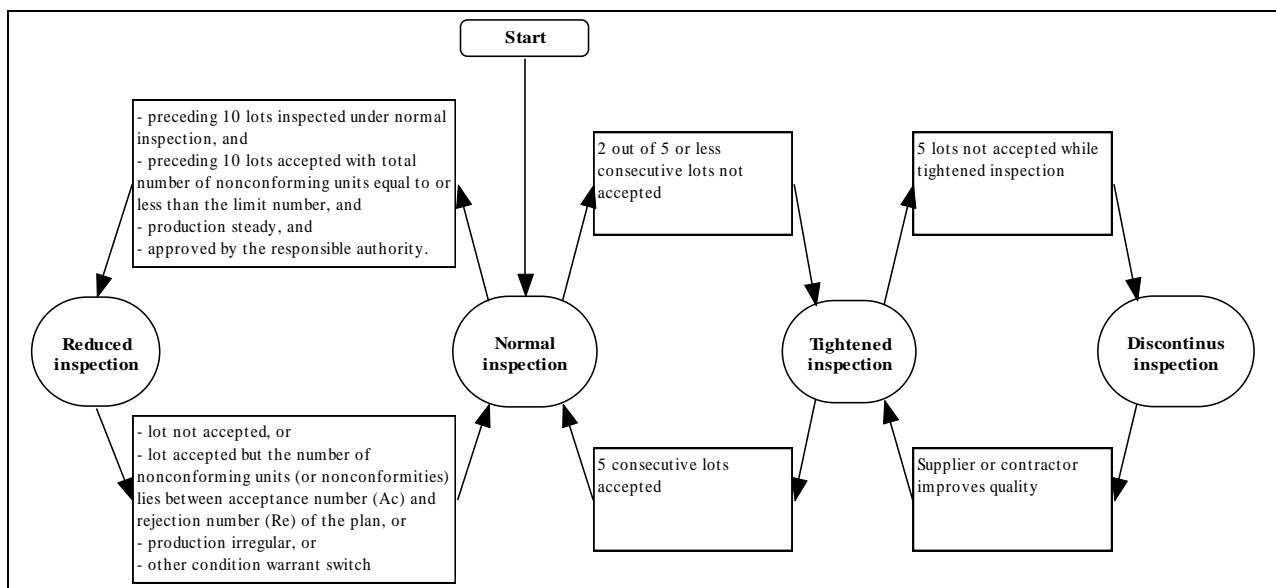 Start
- preceding 10 lots inspected under normal
inspection, and
- preceding 10 lots accepted with total
number of nonconforming units equal to or
less than the limit number, and
- production steady, and
- approved by the responsible authority.
2 out of 5 or less
consecutive lots not
accepted
5 lots not accepted while
tightened inspection
Reduced
inspection
Normal
inspection
Tightened
inspection
Discontinus
inspection
- lot not accepted, or
- lot accepted but the number of
nonconforming units (or nonconformities)
lies between acceptance number (Ac) and
rejection number (Re) of the plan, or
- production irregular, or
- other condition warrant switch
5 consecutive lots
accepted
Supplier or contractor
improves quality